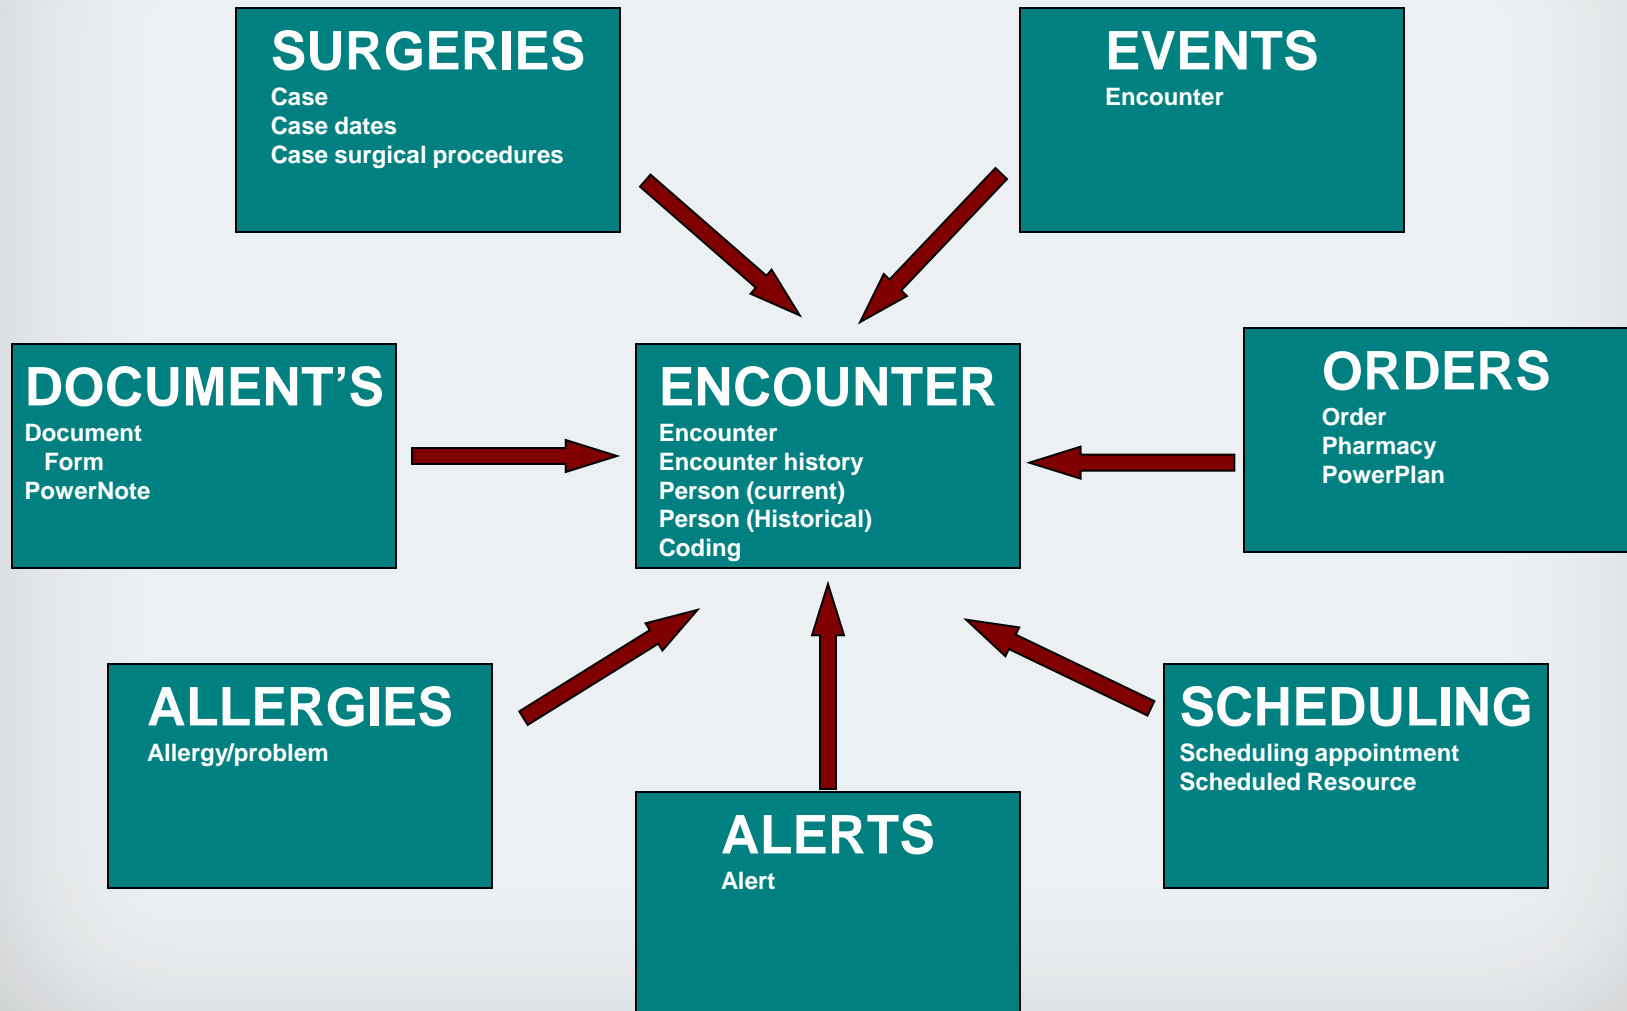 SURGERIES
Case
Case dates
Case surgical procedures
EVENTS
Encounter
DOCUMENT’S
Document
Form
PowerNote
ENCOUNTER
Encounter
Encounter history
Person (current)
Person (Historical)
Coding
ORDERS
Order
Pharmacy
PowerPlan
ALLERGIES
Allergy/problem
ALERTS
Alert
SCHEDULING
Scheduling appointment
Scheduled Resource